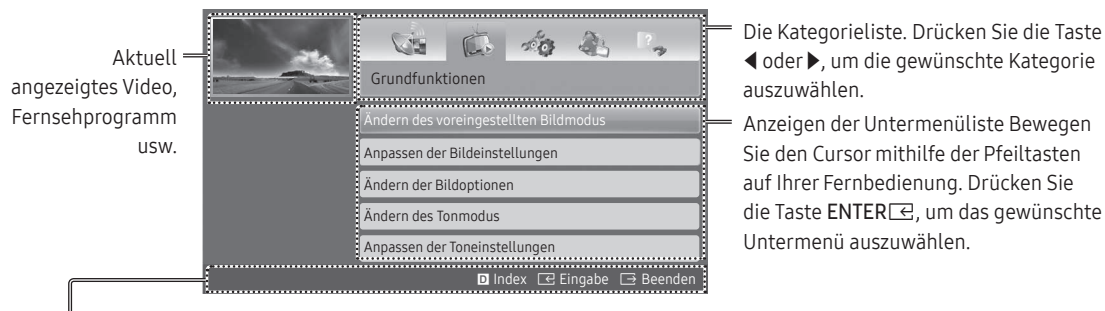 Aktuell
angezeigtes Video,
Fernsehprogramm
usw.
Grundfunktionen
Ändern des voreingestellten Bildmodus
Anpassen der Bildeinstellungen
Ändern der Bildoptionen
Ändern des Tonmodus
Anpassen der Toneinstellungen
D Index Eingabe Beenden
Die Kategorieliste. Drücken Sie die Taste
◀ oder ▶, um die gewünschte Kategorie
auszuwählen.
Anzeigen der Untermenüliste Bewegen
Sie den Cursor mithilfe der Pfeiltasten
auf Ihrer Fernbedienung. Drücken Sie
die Taste ENTER, um das gewünschte
Untermenü auszuwählen.